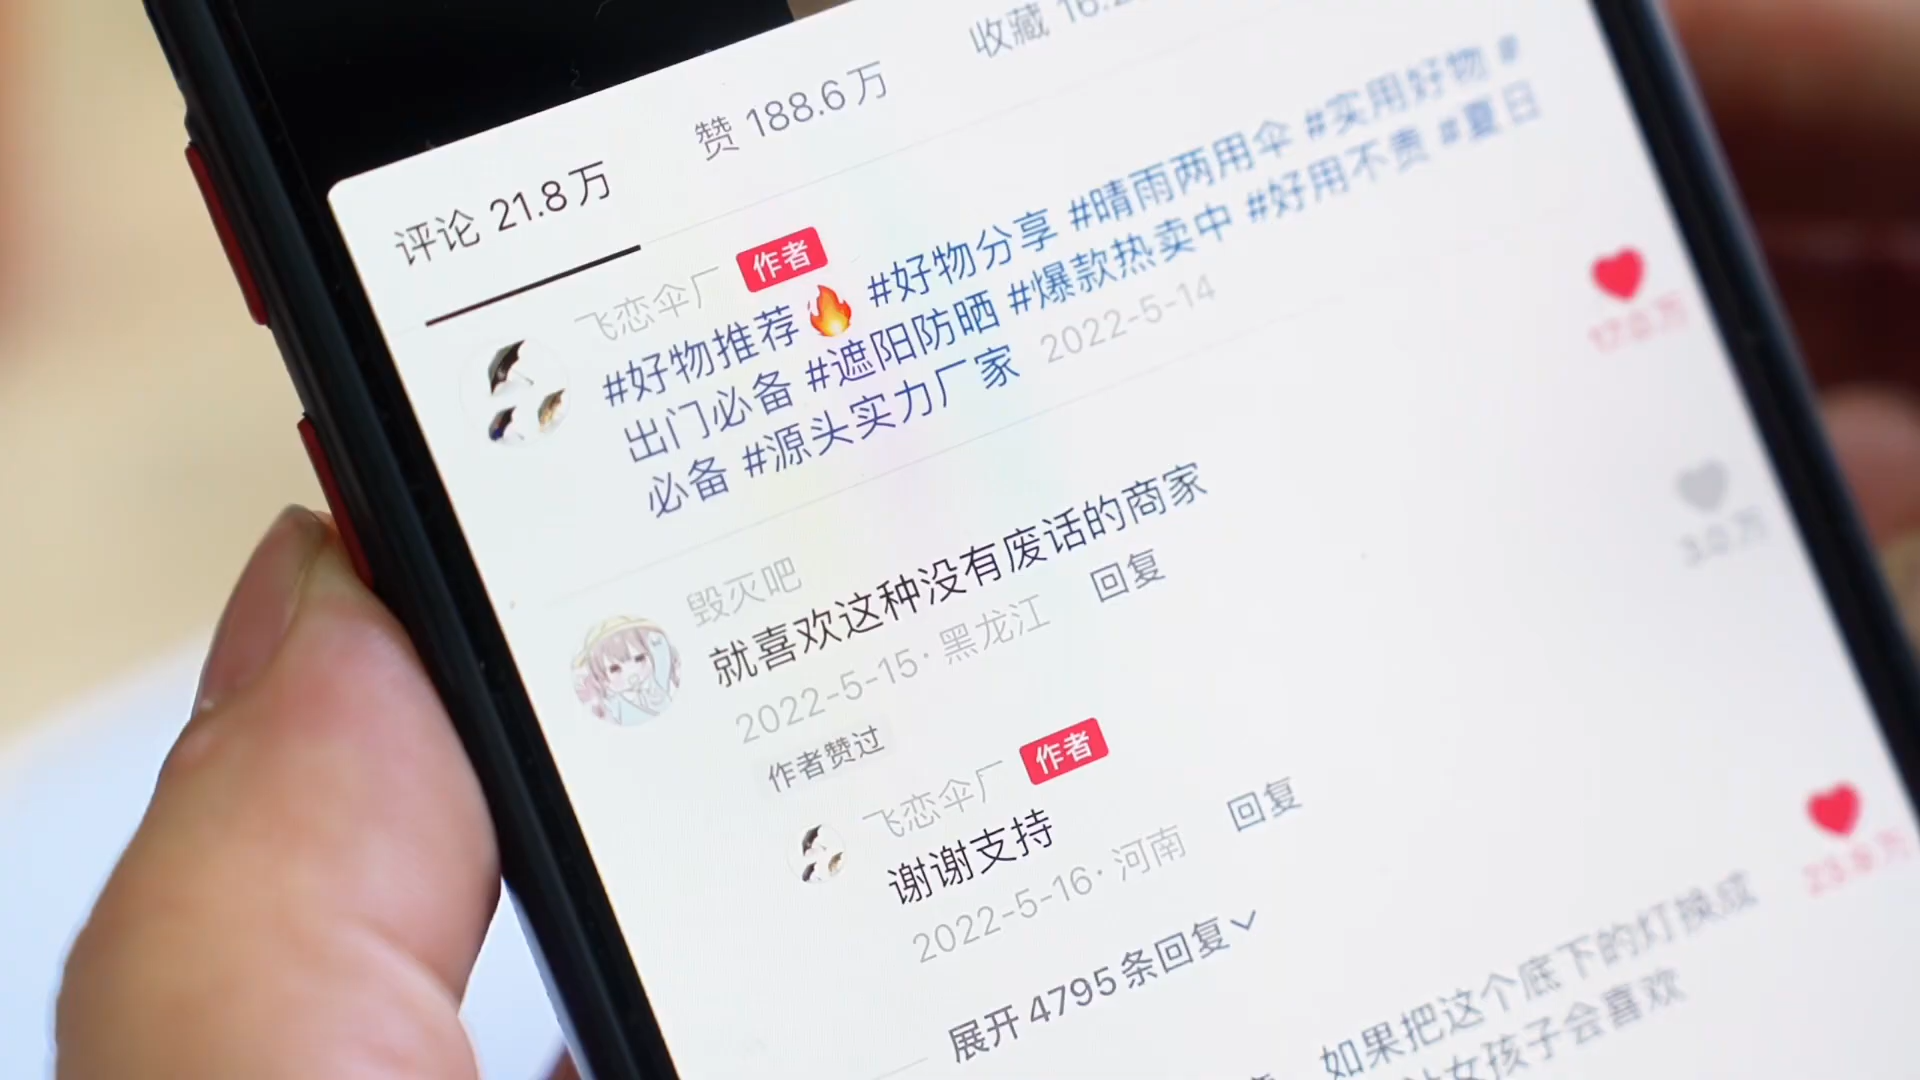 评论 21.8万
赞 188.6万
收藏
飞恋伞厂 作者
#好物推荐🔥 #好物分享 #晴雨两用伞 #实用好物 #
出门必备 #遮阳防晒 #爆款热卖中 #好用不贵 #夏日
必备 #源头实力厂家 2022-5-14
17.0万
毁灭吧
就喜欢这种没有废话的商家
2022-5-15·黑龙江 回复
3.0万
作者赞过
飞恋伞厂 作者
谢谢支持
2022-5-16·河南 回复
展开4795条回复
如果把这个底下的灯换成
女孩子会喜欢